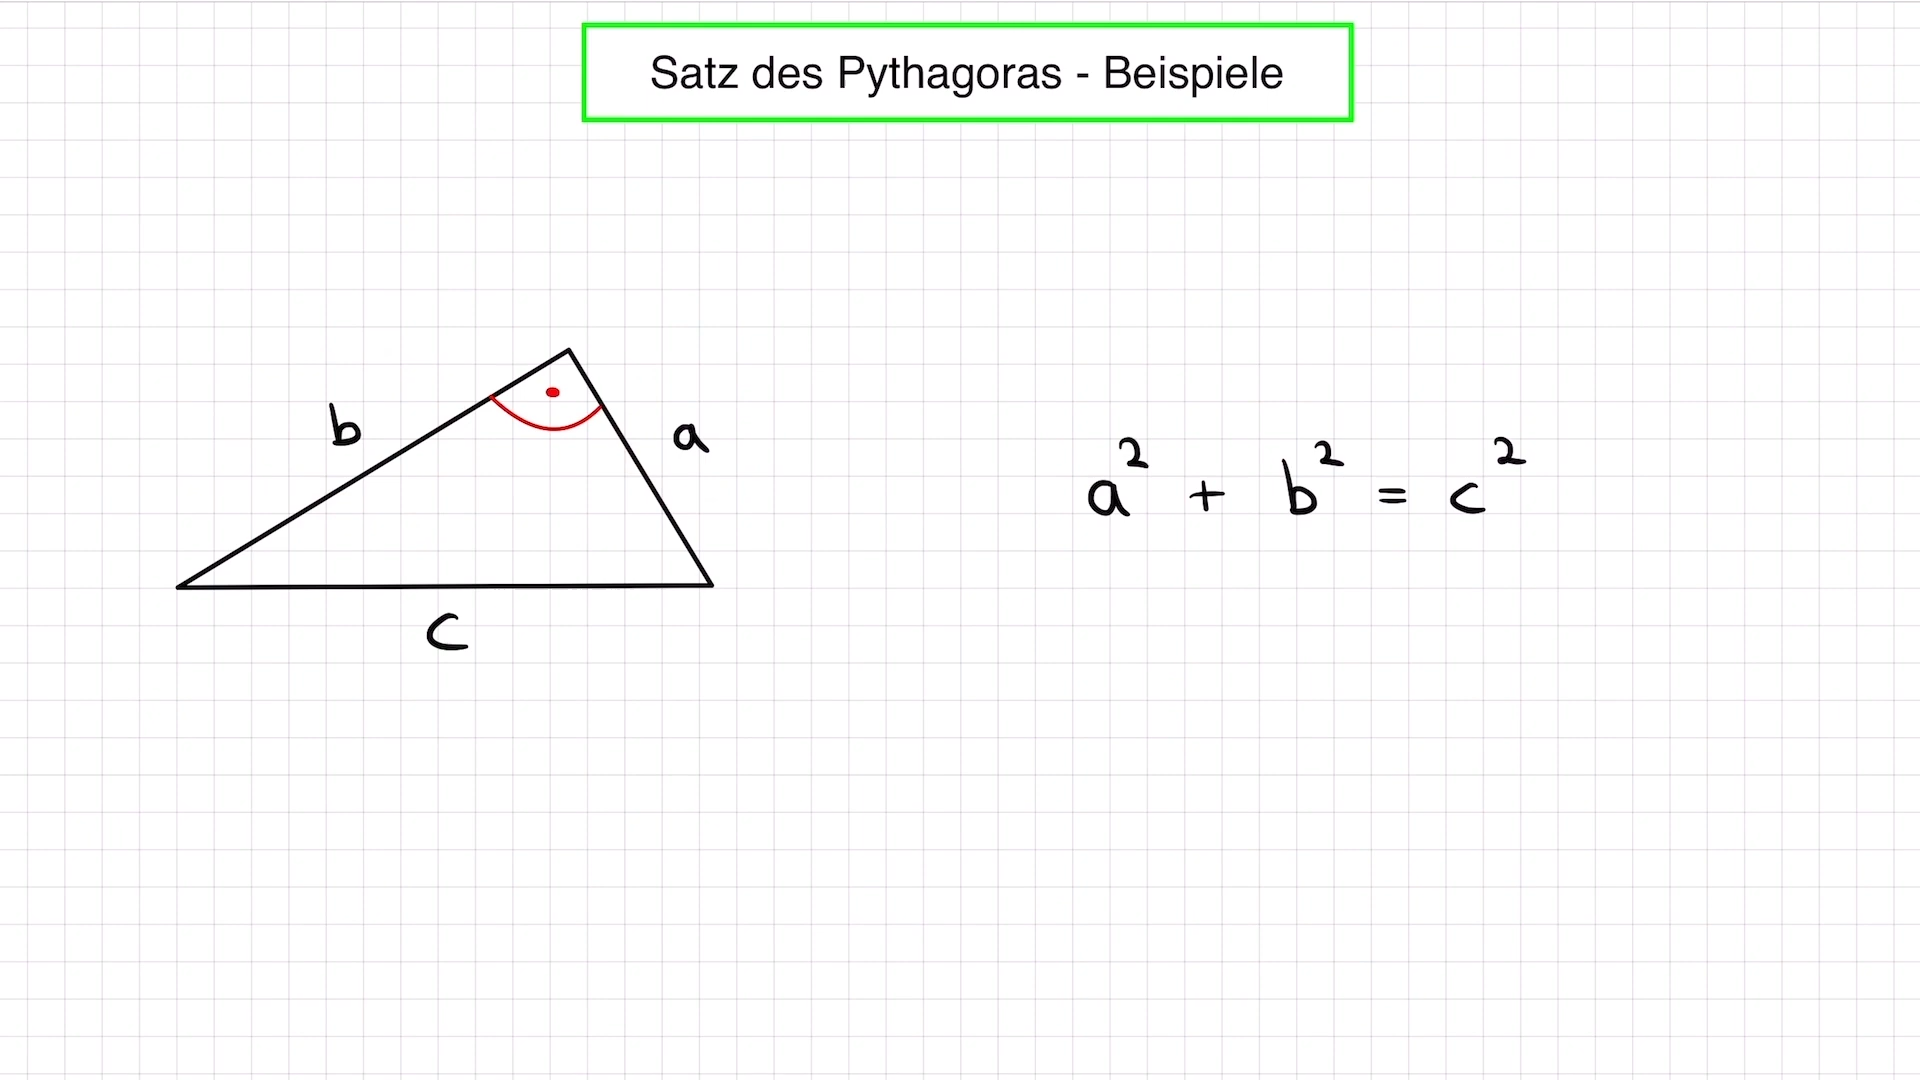 Satz des Pythagoras - Beispiele
b
a
a² + b² = c²
c